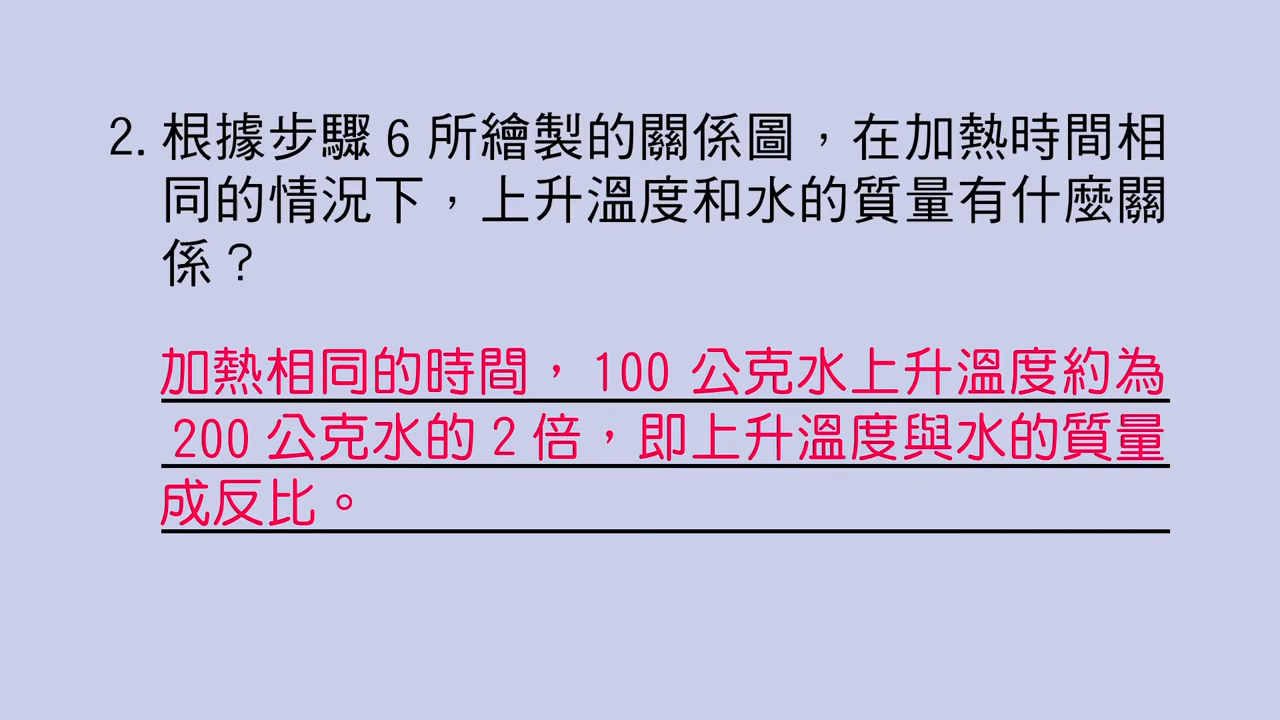 2. 根據步驟 6 所繪製的關係圖，在加熱時間相
同的情況下，上升溫度和水的質量有什麼關
係？
加熱相同的時間，100 公克水上升溫度約為
200 公克水的 2 倍，即上升溫度與水的質量
成反比。